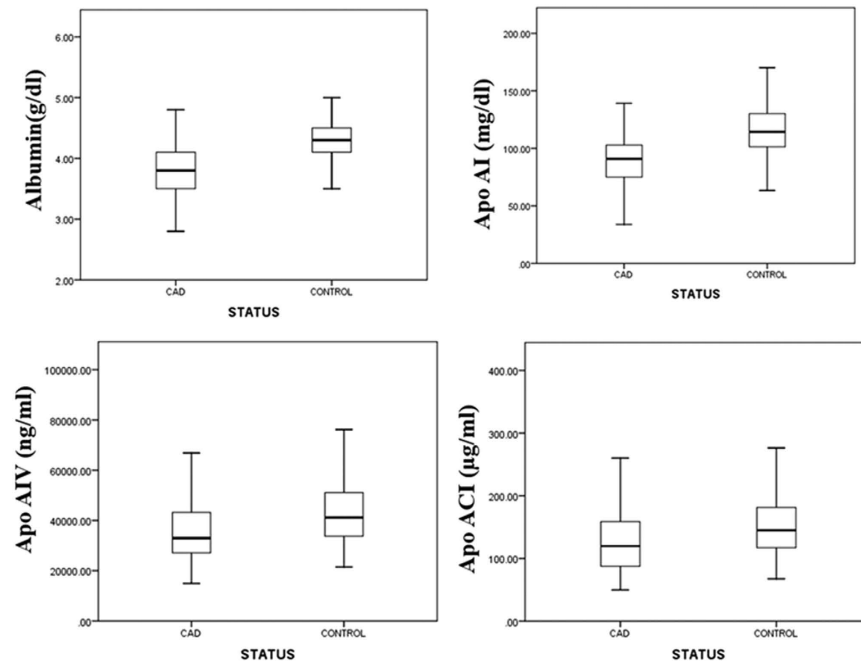 Albumin(g/dl)
6.00
5.00
4.00
3.00
2.00
CAD
CONTROL
STATUS
Apo AI (mg/dl)
200.00
150.00
100.00
50.00
.00
CAD
CONTROL
STATUS
Apo AIV (ng/ml)
100000.00
80000.00
60000.00
40000.00
20000.00
.00
CAD
CONTROL
STATUS
Apo ACI (µg/ml)
400.00
300.00
200.00
100.00
.00
CAD
CONTROL
STATUS